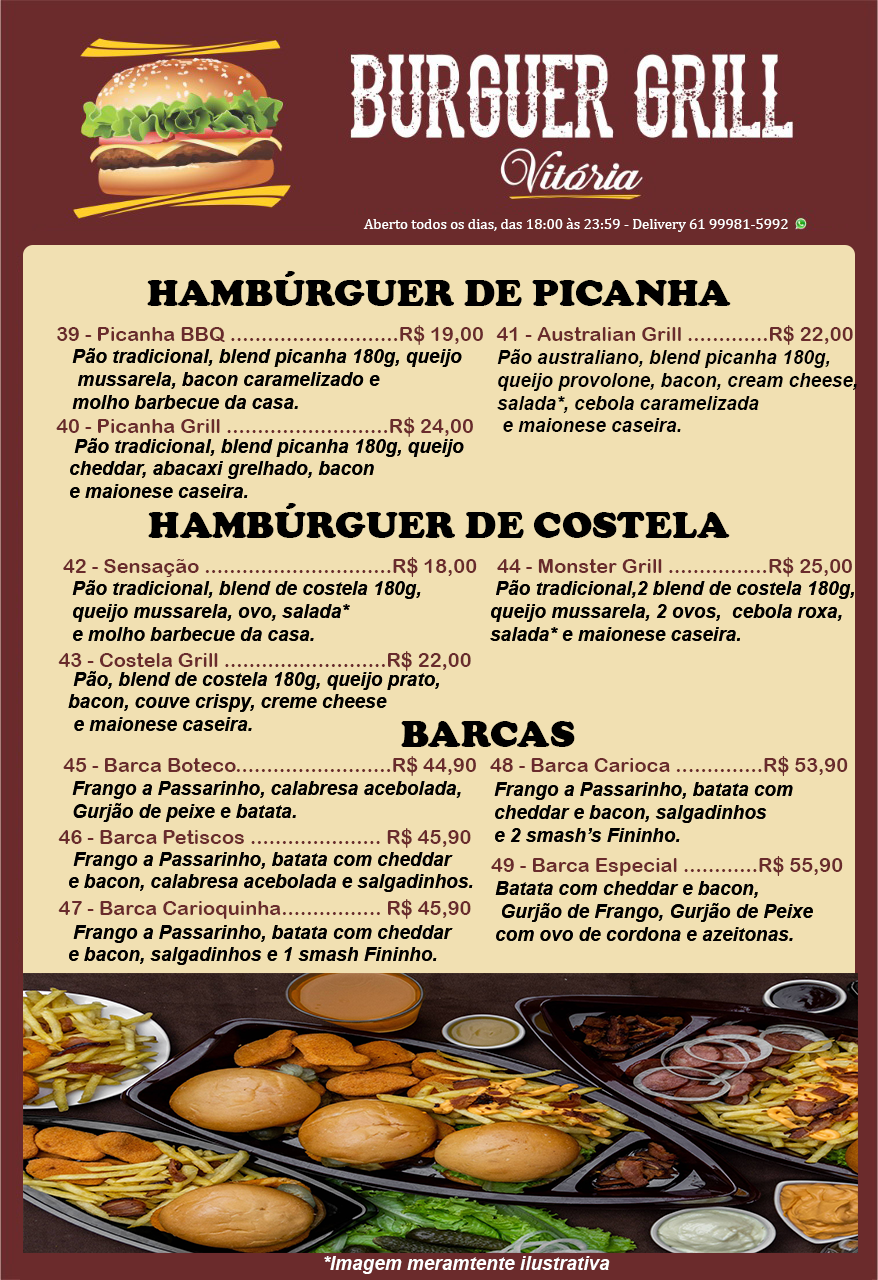 BURGUER GRILL
Vitória
Aberto todos os dias, das 18:00 às 23:59 - Delivery 61 99981-5992
HAMBÚRGUER DE PICANHA
39 - Picanha BBQ ...........................R$ 19,00
Pão tradicional, blend picanha 180g, queijo
mussarela, bacon caramelizado e
molho barbecue da casa.
40 - Picanha Grill ..........................R$ 24,00
Pão tradicional, blend picanha 180g, queijo
cheddar, abacaxi grelhado, bacon
e maionese caseira.
41 - Australian Grill .............R$ 22,00
Pão australiano, blend picanha 180g,
queijo provolone, bacon, cream cheese,
salada*, cebola caramelizada
e maionese caseira.
HAMBÚRGUER DE COSTELA
42 - Sensação ..............................R$ 18,00
Pão tradicional, blend de costela 180g,
queijo mussarela, ovo, salada*
e molho barbecue da casa.
43 - Costela Grill ..........................R$ 22,00
Pão, blend de costela 180g, queijo prato,
bacon, couve crispy, creme cheese
e maionese caseira.
44 - Monster Grill ................R$ 25,00
Pão tradicional,2 blend de costela 180g,
queijo mussarela, 2 ovos, cebola roxa,
salada* e maionese caseira.
BARCAS
45 - Barca Boteco.........................R$ 44,90
Frango a Passarinho, calabresa acebolada,
Gurjão de peixe e batata.
46 - Barca Petiscos ..................... R$ 45,90
Frango a Passarinho, batata com cheddar
e bacon, calabresa acebolada e salgadinhos.
47 - Barca Carioquinha................ R$ 45,90
Frango a Passarinho, batata com cheddar
e bacon, salgadinhos e 1 smash Fininho.
48 - Barca Carioca ..............R$ 53,90
Frango a Passarinho, batata com
cheddar e bacon, salgadinhos
e 2 smash’s Fininho.
49 - Barca Especial ............R$ 55,90
Batata com cheddar e bacon,
Gurjão de Frango, Gurjão de Peixe
com ovo de cordona e azeitonas.
*Imagem meramtente ilustrativa